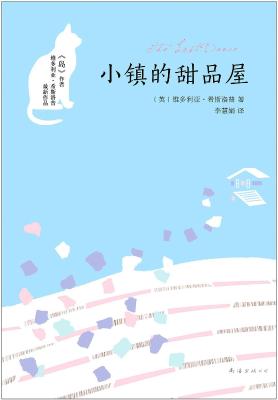 《岛》作者
维多利亚·希斯洛普
最新作品
The Last Dance
小镇的甜品屋
〔英〕维多利亚·希斯洛普 著
李慧娟 译
南海出版公司